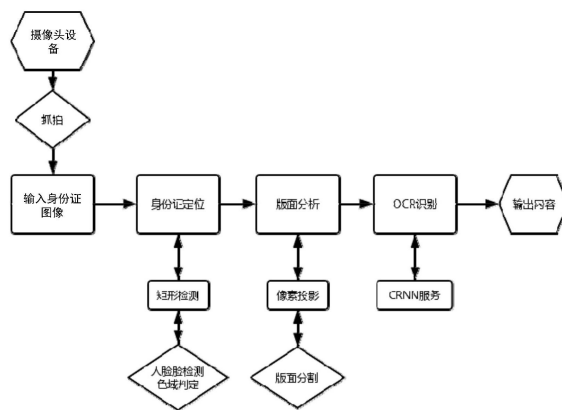 摄像头设
备
抓拍
输入身份证
图像
身份证定位
版面分析
OCR识别
输出内容
矩形检测
像素投影
CRNN服务
人脸脸检测
色域判定
版面分割